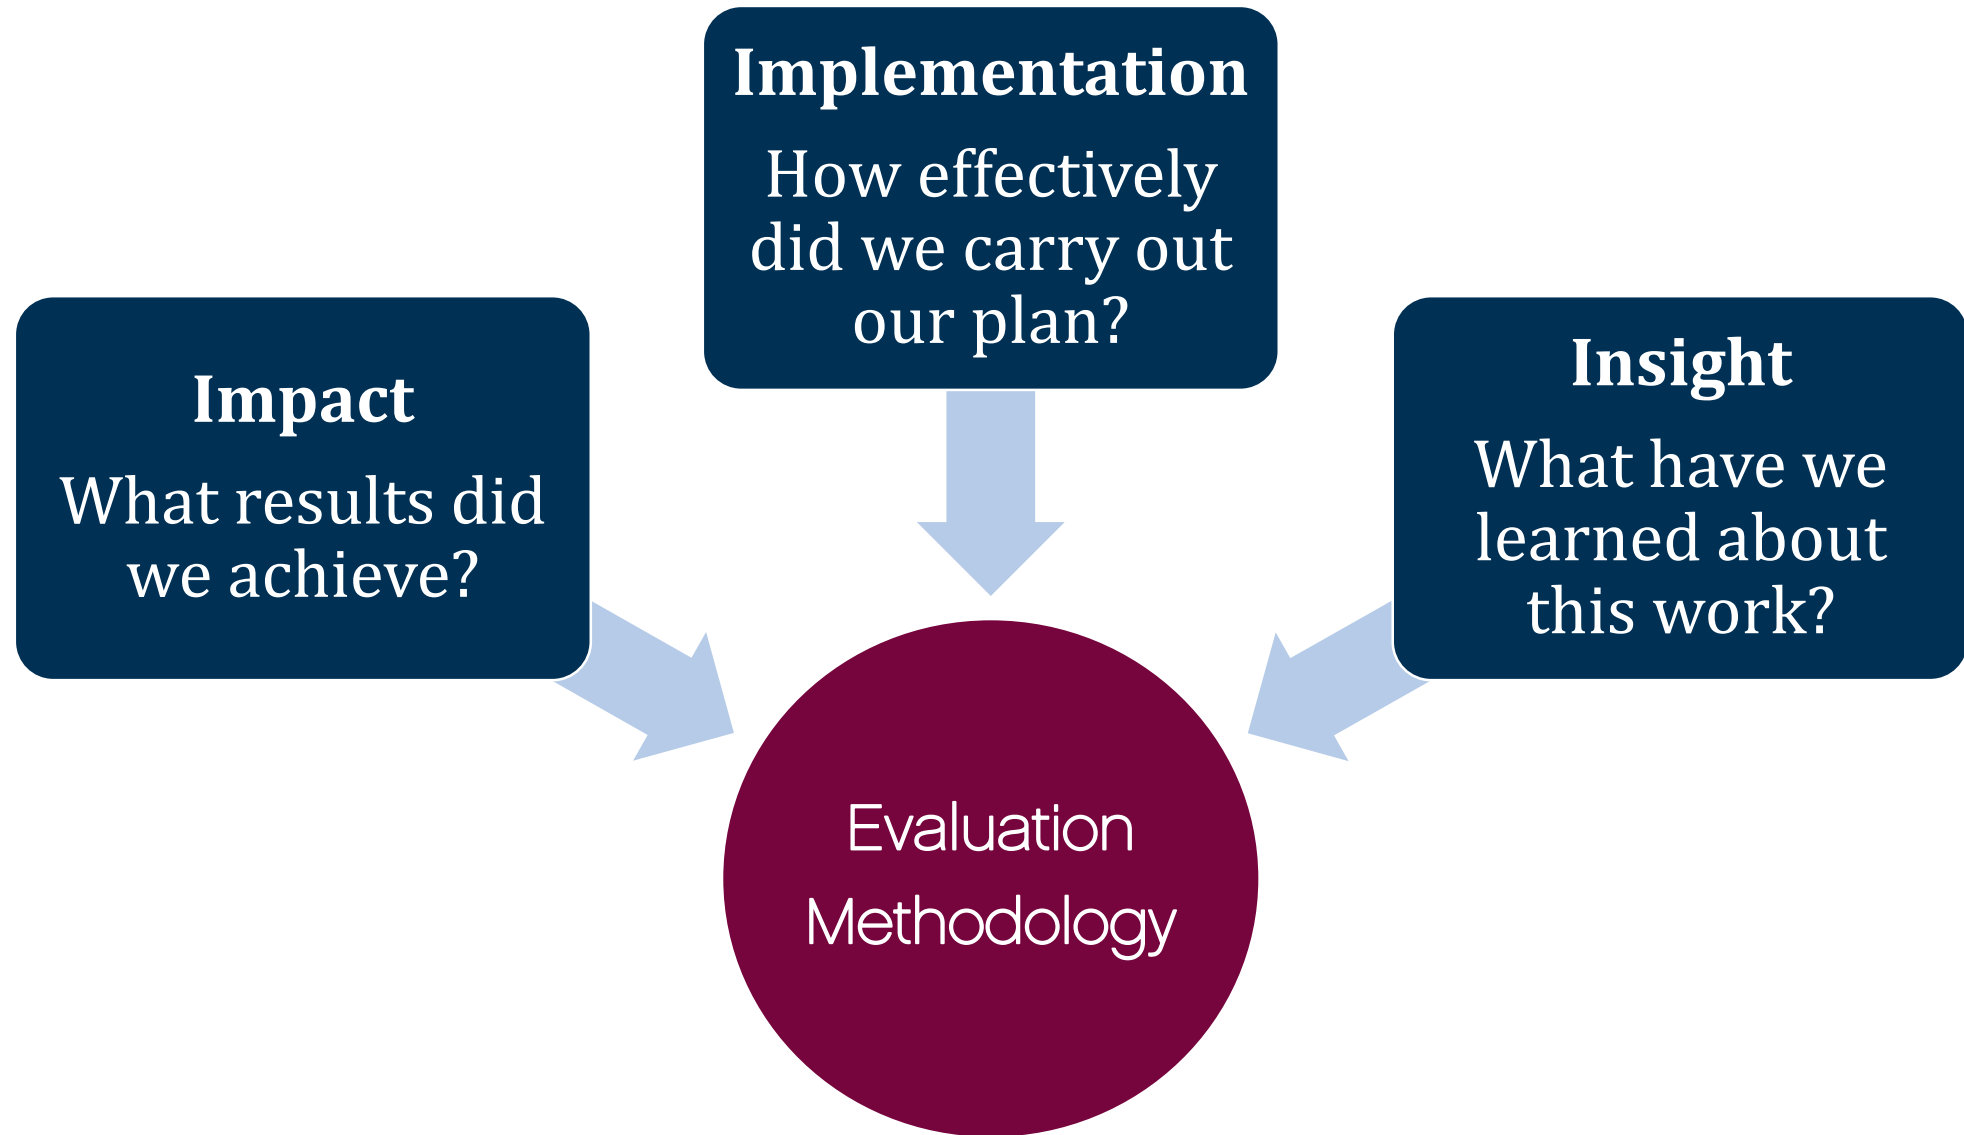 Implementation
How effectively
did we carry out
our plan?
Impact
What results did
we achieve?
Insight
What have we
learned about
this work?
Evaluation
Methodology